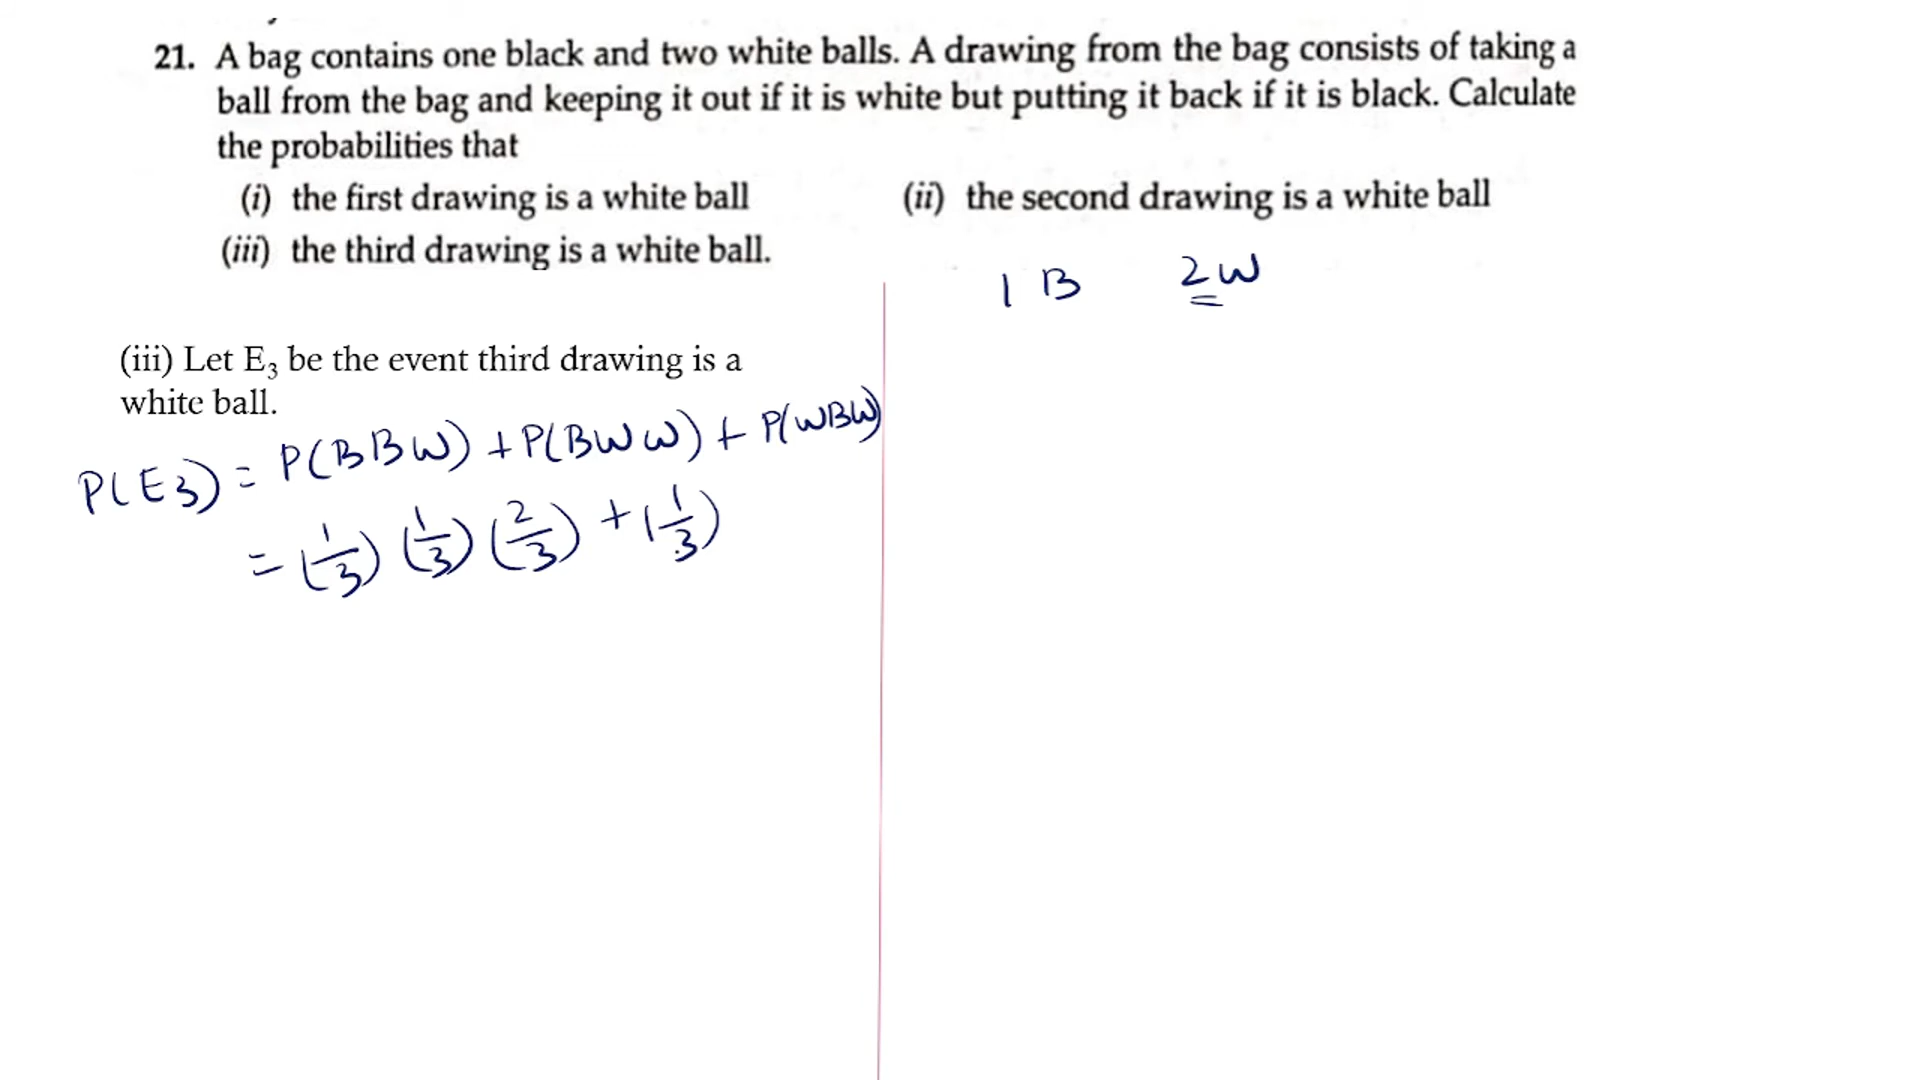 21. A bag contains one black and two white balls. A drawing from the bag consists of taking a
ball from the bag and keeping it out if it is white but putting it back if it is black. Calculate
the probabilities that
(i) the first drawing is a white ball (ii) the second drawing is a white ball
(iii) the third drawing is a white ball.
1 B 2W
(iii) Let E₃ be the event third drawing is a
white ball.
P(E3) = P(BBW) + P(BWW) + P(WBW)
= (1/3) (1/3) (2/3) + (1/3)